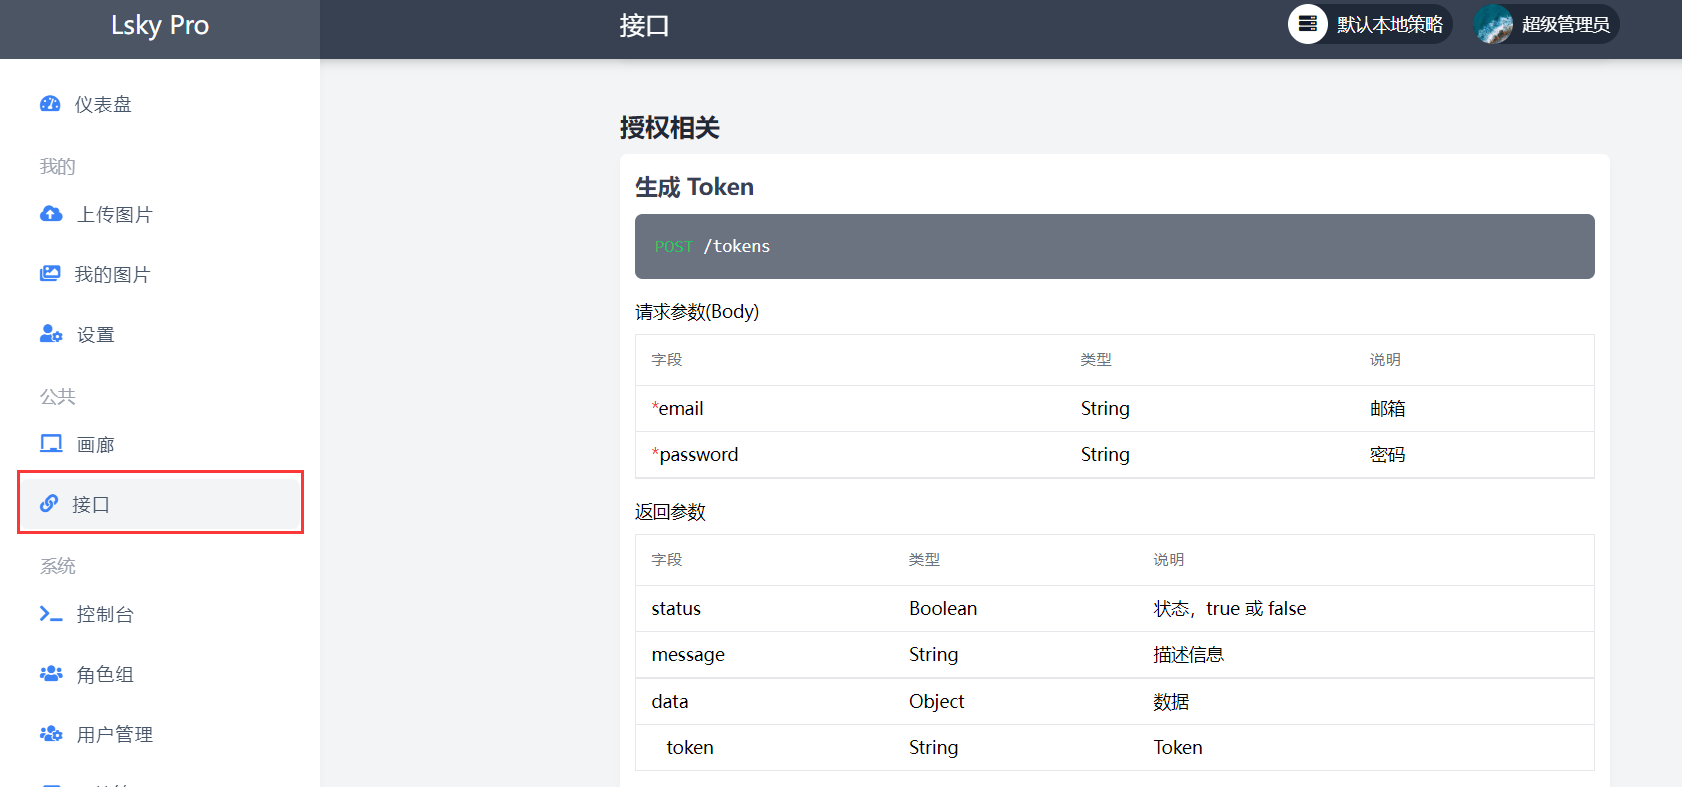 Lsky Pro
接口
默认本地策略
超级管理员
仪表盘
我的
上传图片
我的图片
设置
公共
画廊
接口
系统
控制台
角色组
用户管理
授权相关
生成 Token
POST /tokens
请求参数(Body)
字段 类型 说明
*email String 邮箱
*password String 密码
返回参数
字段 类型 说明
status Boolean 状态，true 或 false
message String 描述信息
data Object 数据
token String Token